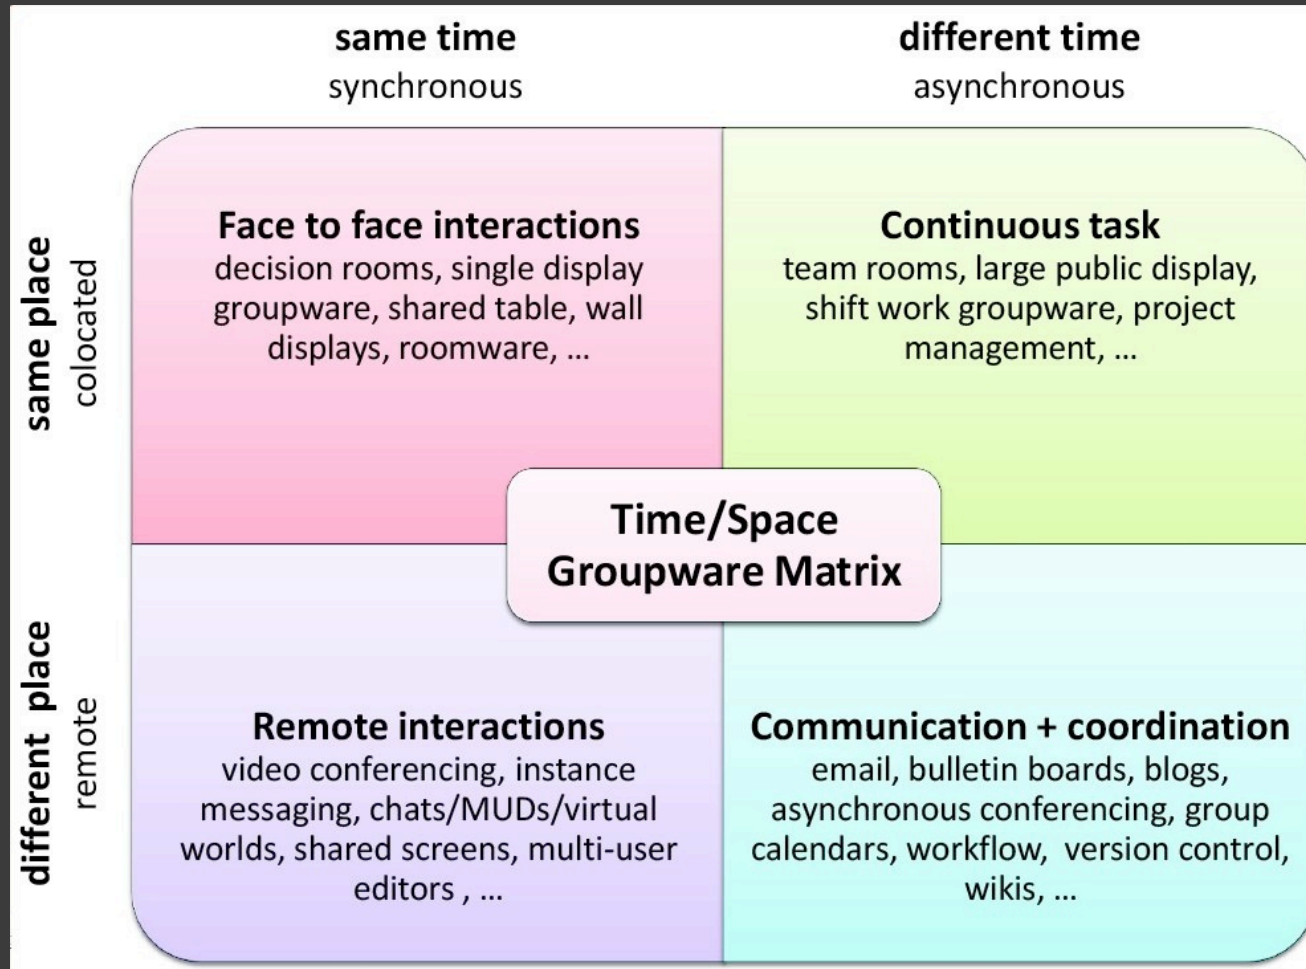 same time
synchronous
different time
asynchronous
same place
colocated
Face to face interactions
decision rooms, single display
groupware, shared table, wall
displays, roomware, ...
Continuous task
team rooms, large public display,
shift work groupware, project
management, ...
Time/Space
Groupware Matrix
different place
remote
Remote interactions
video conferencing, instance
messaging, chats/MUDs/virtual
worlds, shared screens, multi-user
editors , ...
Communication + coordination
email, bulletin boards, blogs,
asynchronous conferencing, group
calendars, workflow, version control,
wikis, ...